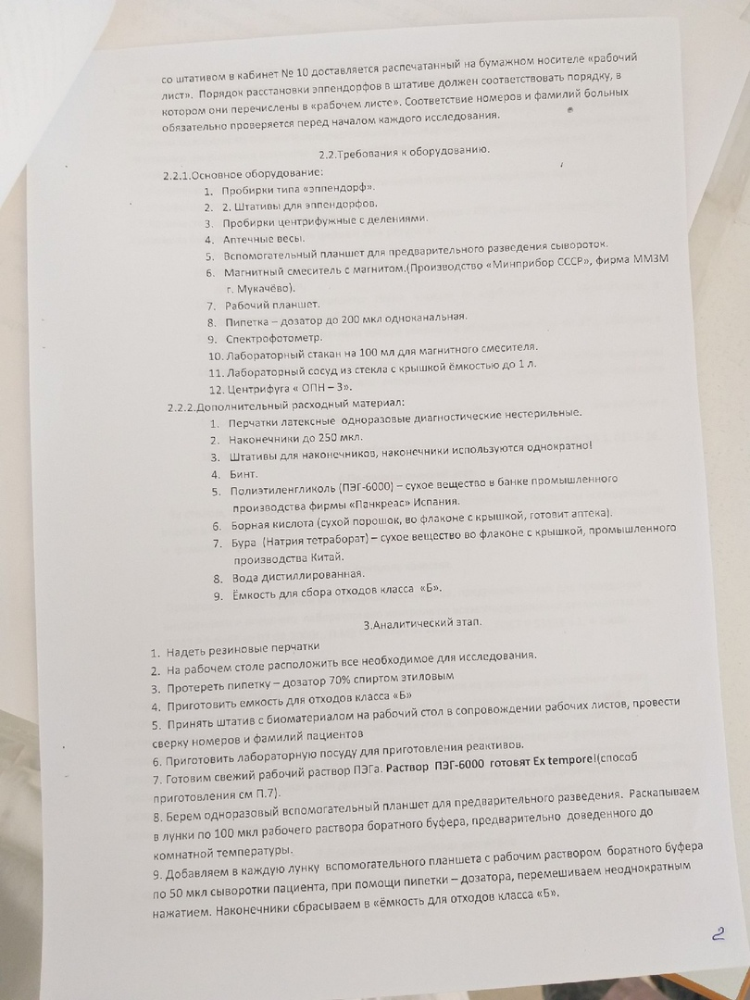 со штативом в кабинет № 10 доставляется распечатанный на бумажном носителе «рабочий
лист». Порядок расстановки эппендорфов в штативе должен соответствовать порядку, в
котором они перечислены в «рабочем листе». Соответствие номеров и фамилий больных
обязательно проверяется перед началом каждого исследования.
2.2.Требования к оборудованию.
2.2.1.Основное оборудование:
1. Пробирки типа «эппендорф».
2. 2. Штативы для эппендорфов.
3. Пробирки центрифужные с делениями.
4. Аптечные весы.
5. Вспомогательный планшет для предварительного разведения сывороток.
6. Магнитный смеситель с магнитом.(Производство «Минприбор СССР», фирма ММЗМ
г. Мукачёво).
7. Рабочий планшет.
8. Пипетка – дозатор до 200 мкл одноканальная.
9. Спектрофотометр.
10. Лабораторный стакан на 100 мл для магнитного смесителя.
11. Лабораторный сосуд из стекла с крышкой ёмкостью до 1 л.
12. Центрифуга « ОПН – 3».
2.2.2.Дополнительный расходный материал:
1. Перчатки латексные одноразовые диагностические нестерильные.
2. Наконечники до 250 мкл.
3. Штативы для наконечников, наконечники используются однократно!
4. Бинт.
5. Полиэтиленгликоль (ПЭГ-6000) – сухое вещество в банке промышленного
производства фирмы «Панкреас» Испания.
6. Борная кислота (сухой порошок, во флаконе с крышкой, готовит аптека).
7. Бура (Натрия тетраборат) – сухое вещество во флаконе с крышкой, промышленного
производства Китай.
8. Вода дистиллированная.
9. Ёмкость для сбора отходов класса «Б».
3.Аналитический этап.
1. Надеть резиновые перчатки
2. На рабочем столе расположить все необходимое для исследования.
3. Протереть пипетку – дозатор 70% спиртом этиловым
4. Приготовить емкость для отходов класса «Б»
5. Принять штатив с биоматериалом на рабочий стол в сопровождении рабочих листов, провести
сверку номеров и фамилий пациентов
6. Приготовить лабораторную посуду для приготовления реактивов.
7. Готовим свежий рабочий раствор ПЭГа. Раствор ПЭГ-6000 готовят Ex tempore!(способ
приготовления см П.7).
8. Берем одноразовый вспомогательный планшет для предварительного разведения. Раскапываем
в лунки по 100 мкл рабочего раствора боратного буфера, предварительно доведенного до
комнатной температуры.
9. Добавляем в каждую лунку вспомогательного планшета с рабочим раствором боратного буфера
по 50 мкл сыворотки пациента, при помощи пипетки – дозатора, перемешиваем неоднократным
нажатием. Наконечники сбрасываем в «ёмкость для отходов класса «Б».
2